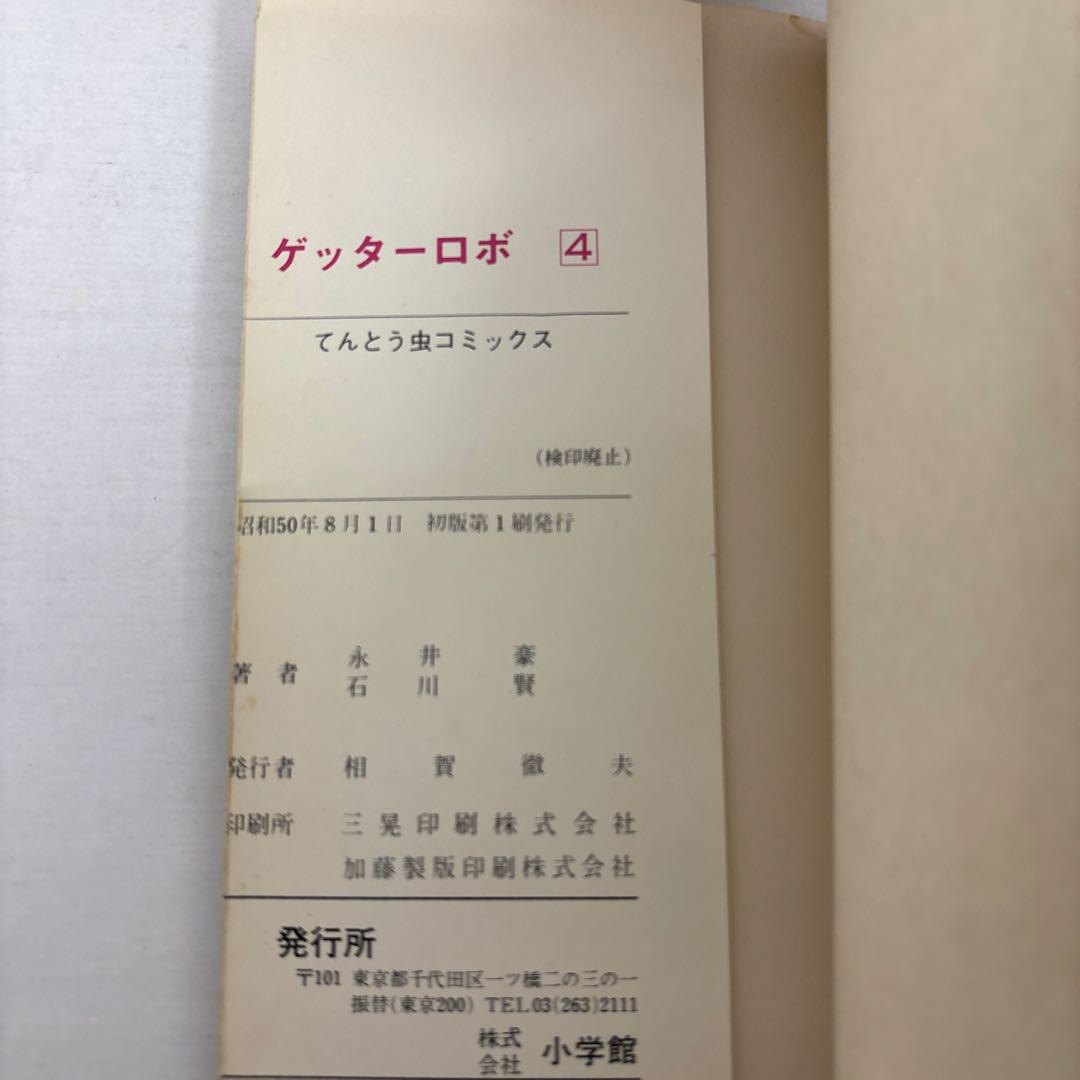 ゲッターロボ 4
てんとう虫コミックス
(検印廃止)
昭和50年8月1日 初版第1刷発行
著者 永井豪
石川賢
発行者 相賀徹夫
印刷所 三晃印刷株式会社
加藤製版印刷株式会社
発行所
〒101 東京都千代田区一ツ橋二の三の一
振替(東京200) TEL03(263)2111
株式会社 小学館